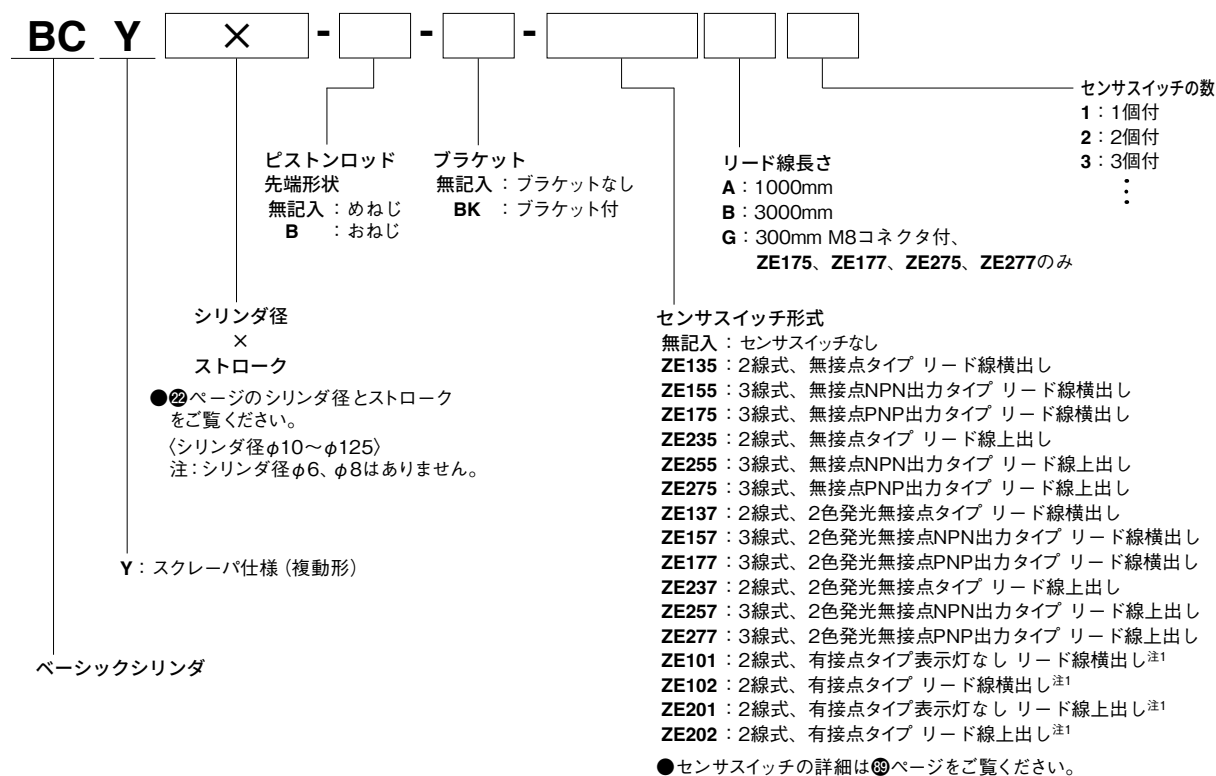 BC Y × - - -
センサスイッチの数
1：1個付
2：2個付
3：3個付
⋮
リード線長さ
A：1000mm
B：3000mm
G：300mm M8コネクタ付、
ZE175、ZE177、ZE275、ZE277のみ
ピストンロッド
先端形状
無記入：めねじ
B：おねじ
ブラケット
無記入：ブラケットなし
BK：ブラケット付
シリンダ径
×
ストローク
●㉒ページのシリンダ径とストローク
をご覧ください。
〈シリンダ径φ10～φ125〉
注：シリンダ径φ6、φ8はありません。
センサスイッチ形式
無記入：センサスイッチなし
ZE135：2線式、無接点タイプ リード線横出し
ZE155：3線式、無接点NPN出力タイプ リード線横出し
ZE175：3線式、無接点PNP出力タイプ リード線横出し
ZE235：2線式、無接点タイプ リード線上出し
ZE255：3線式、無接点NPN出力タイプ リード線上出し
ZE275：3線式、無接点PNP出力タイプ リード線上出し
ZE137：2線式、2色発光無接点タイプ リード線横出し
ZE157：3線式、2色発光無接点NPN出力タイプ リード線横出し
ZE177：3線式、2色発光無接点PNP出力タイプ リード線横出し
ZE237：2線式、2色発光無接点タイプ リード線上出し
ZE257：3線式、2色発光無接点NPN出力タイプ リード線上出し
ZE277：3線式、2色発光無接点PNP出力タイプ リード線上出し
ZE101：2線式、有接点タイプ表示灯なし リード線横出し注1
ZE102：2線式、有接点タイプ リード線横出し注1
ZE201：2線式、有接点タイプ表示灯なし リード線上出し注1
ZE202：2線式、有接点タイプ リード線上出し注1
●センサスイッチの詳細は89ページをご覧ください。
Y：スクレーパ仕様（複動形）
ベーシックシリンダ